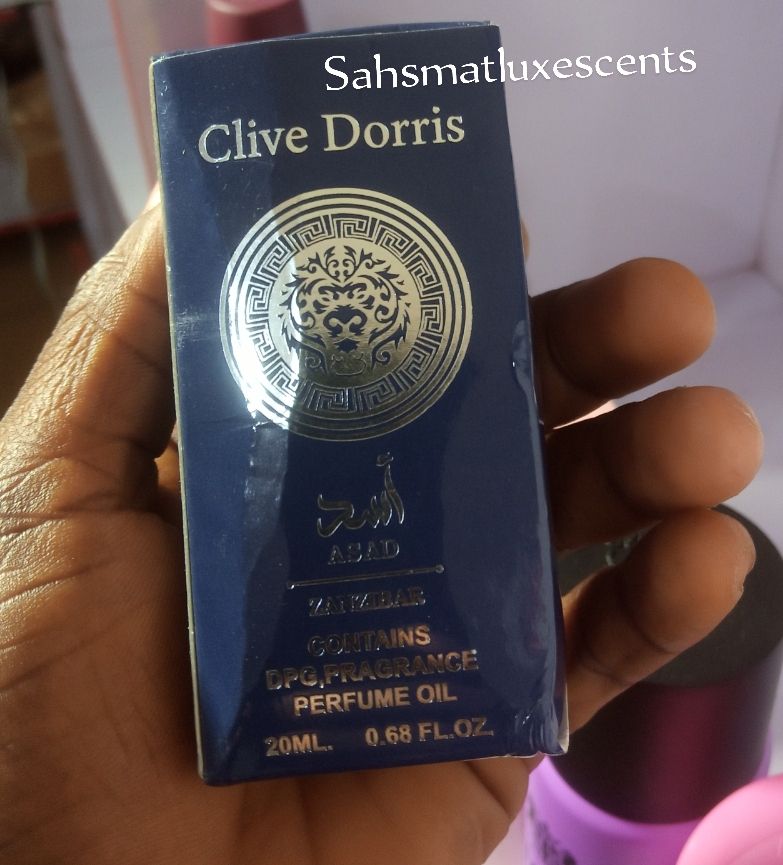 Sahsmatluxescents
Clive Dorris
أسد
ASAD
ZANZIBAR
CONTAINS
DPG,FRAGRANCE
PERFUME OIL
20ML. 0.68 FL.OZ.